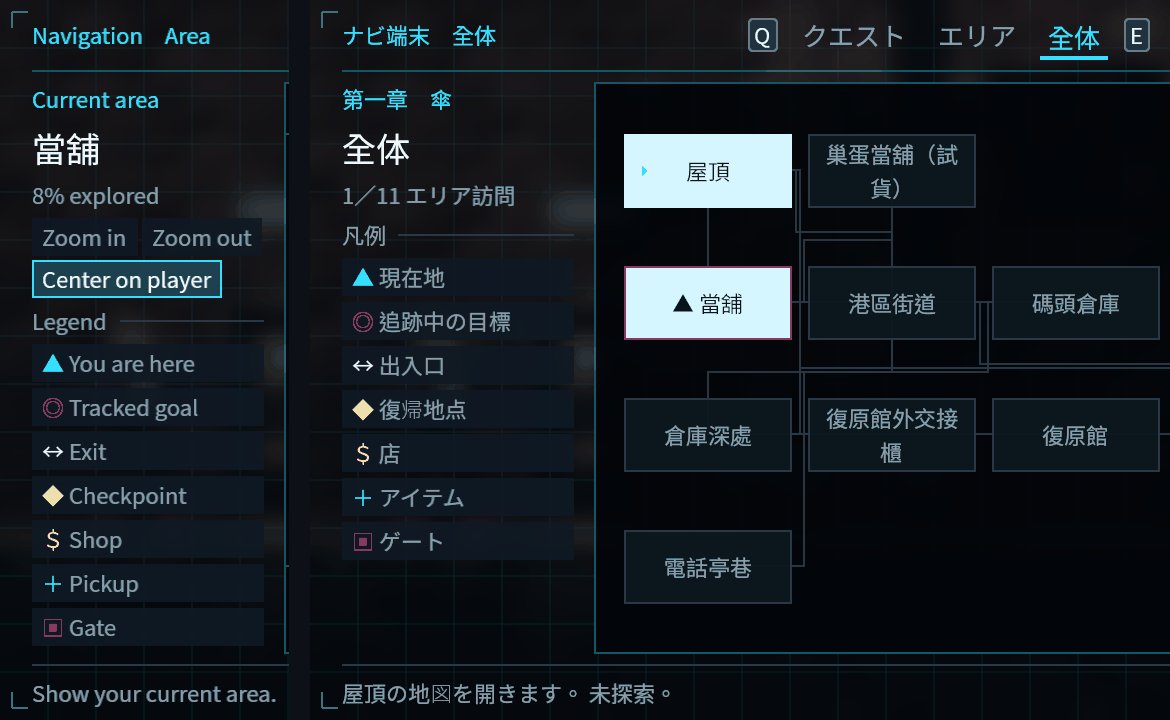 Navigation Area
Current area
當舖
8% explored
Zoom in Zoom out
Center on player
Legend
You are here
Tracked goal
Exit
Checkpoint
Shop
Pickup
Gate
Show your current area.
ナビ端末 全体
Q クエスト エリア 全体 E
第一章 傘
全体
1／11 エリア訪問
凡例
現在地
追跡中の目標
出入口
復帰地点
店
アイテム
ゲート
屋頂
巢蛋當舖（試
貨）
當舖
港區街道
碼頭倉庫
倉庫深處
復原館外交接
櫃
復原館
電話亭巷
屋頂の地図を開きます。未探索。